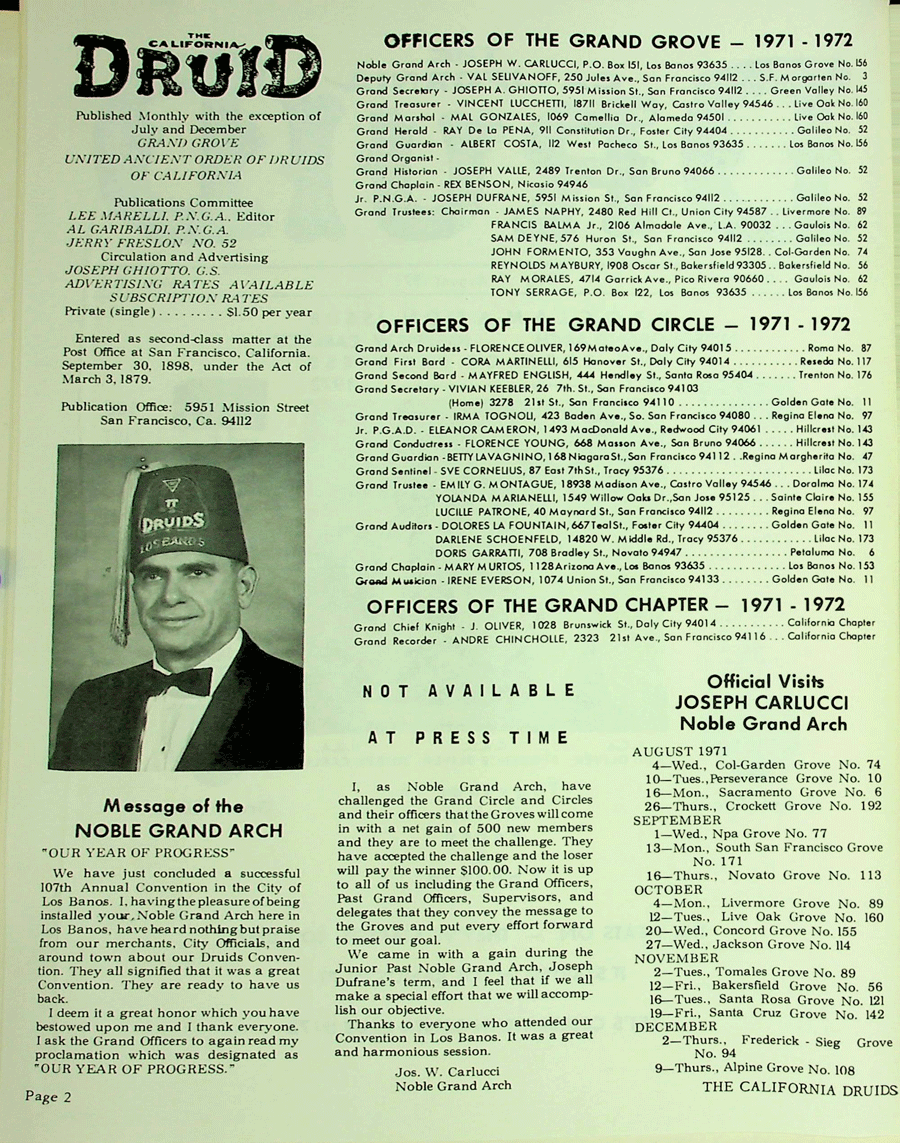 THE
CALIFORNIA
DRUID
Published Monthly with the exception of
July and December
GRAND GROVE
UNITED ANCIENT ORDER OF DRUIDS
OF CALIFORNIA
Publications Committee
LEE MARELLI, P.N.G.A., Editor
AL GARIBALDI, P.N.G.A.
JERRY FRESLON NO. 52
Circulation and Advertising
JOSEPH GHIOTTO, G.S.
ADVERTISING RATES AVAILABLE
SUBSCRIPTION RATES
Private (single) . . . . . . . . . $1.50 per year
Entered as second-class matter at the
Post Office at San Francisco, California.
September 30, 1898, under the Act of
March 3, 1879.
Publication Office: 5951 Mission Street
San Francisco, Ca. 94112
DRUIDS
LOS BANOS
Message of the
NOBLE GRAND ARCH
"OUR YEAR OF PROGRESS"
We have just concluded a successful
107th Annual Convention in the City of
Los Banos. I, having the pleasure of being
installed your, Noble Grand Arch here in
Los Banos, have heard nothing but praise
from our merchants, City Officials, and
around town about our Druids Conven-
tion. They all signified that it was a great
Convention. They are ready to have us
back.
I deem it a great honor which you have
bestowed upon me and I thank everyone.
I ask the Grand Officers to again read my
proclamation which was designated as
"OUR YEAR OF PROGRESS."
OFFICERS OF THE GRAND GROVE — 1971 - 1972
Noble Grand Arch - JOSEPH W. CARLUCCI, P.O. Box 151, Los Banos 93635 . . . . Los Banos Grove No. 156
Deputy Grand Arch - VAL SELIVANOFF, 250 Jules Ave., San Francisco 94112 . . . S.F. Morgarten No. 3
Grand Secretary - JOSEPH A. GHIOTTO, 5951 Mission St., San Francisco 94112 . . . . Green Valley No. 145
Grand Treasurer - VINCENT LUCCHETTI, 18711 Brickell Way, Castro Valley 94546 . . . Live Oak No. 160
Grand Marshal - MAL GONZALES, 1069 Camellia Dr., Alameda 94501 . . . . . . . . . . . Live Oak No. 160
Grand Herald - RAY De La PENA, 911 Constitution Dr., Foster City 94404 . . . . . . . . . . . Galileo No. 52
Grand Guardian - ALBERT COSTA, 112 West Pacheco St., Los Banos 93635 . . . . . . . Los Banos No. 156
Grand Organist -
Grand Historian - JOSEPH VALLE, 2489 Trenton Dr., San Bruno 94066 . . . . . . . . . . . . . Galileo No. 52
Grand Chaplain - REX BENSON, Nicasio 94946
Jr. P.N.G.A. - JOSEPH DUFRANE, 5951 Mission St., San Francisco 94112 . . . . . . . . . . . . Galileo No. 52
Grand Trustees: Chairman - JAMES NAPHY, 2480 Red Hill Ct., Union City 94587 . . Livermore No. 89
FRANCIS BALMA Jr., 2106 Almadale Ave., L.A. 90032 . . . Gaulois No. 62
SAM DEYNE, 576 Huron St., San Francisco 94112 . . . . . . . . Galileo No. 52
JOHN FORMENTO, 353 Vaughn Ave., San Jose 95128. . Col-Garden No. 74
REYNOLDS MAYBURY, 1908 Oscar St., Bakersfield 93305 . . Bakersfield No. 56
RAY MORALES, 4714 Garrick Ave., Pico Rivera 90660 . . . . Gaulois No. 62
TONY SERRAGE, P.O. Box 122, Los Banos 93635 . . . . . . Los Banos No. 156
OFFICERS OF THE GRAND CIRCLE — 1971 - 1972
Grand Arch Druidess - FLORENCE OLIVER, 169 Mateo Ave., Daly City 94015 . . . . . . . . . . . Roma No. 87
Grand First Bard - CORA MARTINELLI, 615 Hanover St., Daly City 94014 . . . . . . . . . . . Reseda No. 117
Grand Second Bard - MAYFRED ENGLISH, 444 Hendley St., Santa Rosa 95404 . . . . . . . Trenton No. 176
Grand Secretary - VIVIAN KEEBLER, 26 7th. St., San Francisco 94103
(Home) 3278 21st St., San Francisco 94110 . . . . . . . . . . . . . . . Golden Gate No. 11
Grand Treasurer - IRMA TOGNOLI, 423 Baden Ave., So. San Francisco 94080 . . . Regina Elena No. 97
Jr. P.G.A.D. - ELEANOR CAMERON, 1493 MacDonald Ave., Redwood City 94061 . . . . . Hillcrest No. 143
Grand Conductress - FLORENCE YOUNG, 668 Masson Ave., San Bruno 94066 . . . . . . Hillcrest No. 143
Grand Guardian - BETTY LAVAGNINO, 168 Niagara St., San Francisco 94112 . . Regina Margherita No. 47
Grand Sentinel - SVE CORNELIUS, 87 East 7th St., Tracy 95376 . . . . . . . . . . . . . . . . . . . . . . . Lilac No. 173
Grand Trustee - EMILY G. MONTAGUE, 18938 Madison Ave., Castro Valley 94546 . . . Doralma No. 174
YOLANDA MARIANELLI, 1549 Willow Oaks Dr., San Jose 95125 . . . Sainte Claire No. 155
LUCILLE PATRONE, 40 Maynard St., San Francisco 94112 . . . . . . . . . Regina Elena No. 97
Grand Auditors - DOLORES LA FOUNTAIN, 667 Teal St., Foster City 94404 . . . . . . . . Golden Gate No. 11
DARLENE SCHOENFELD, 14820 W. Middle Rd., Tracy 95376 . . . . . . . . . . . . Lilac No. 173
DORIS GARRATTI, 708 Bradley St., Novato 94947 . . . . . . . . . . . . . . . . . Petaluma No. 6
Grand Chaplain - MARY MURTOS, 1128 Arizona Ave., Los Banos 93635 . . . . . . . . . . . . . Los Banos No. 153
Grand Musician - IRENE EVERSON, 1074 Union St., San Francisco 94133 . . . . . . . . Golden Gate No. 11
OFFICERS OF THE GRAND CHAPTER — 1971 - 1972
Grand Chief Knight - J. OLIVER, 1028 Brunswick St., Daly City 94014 . . . . . . . . . . . California Chapter
Grand Recorder - ANDRE CHINCHOLLE, 2323 21st Ave., San Francisco 94116 . . . California Chapter
NOT AVAILABLE
AT PRESS TIME
I, as Noble Grand Arch, have
challenged the Grand Circle and Circles
and their officers that the Groves will come
in with a net gain of 500 new members
and they are to meet the challenge. They
have accepted the challenge and the loser
will pay the winner $100.00. Now it is up
to all of us including the Grand Officers,
Past Grand Officers, Supervisors, and
delegates that they convey the message to
the Groves and put every effort forward
to meet our goal.
We came in with a gain during the
Junior Past Noble Grand Arch, Joseph
Dufrane's term, and I feel that if we all
make a special effort that we will accomp-
lish our objective.
Thanks to everyone who attended our
Convention in Los Banos. It was a great
and harmonious session.
Jos. W. Carlucci
Noble Grand Arch
Official Visits
JOSEPH CARLUCCI
Noble Grand Arch
AUGUST 1971
4—Wed., Col-Garden Grove No. 74
10—Tues., Perseverance Grove No. 10
16—Mon., Sacramento Grove No. 6
26—Thurs., Crockett Grove No. 192
SEPTEMBER
1—Wed., Npa Grove No. 77
13—Mon., South San Francisco Grove
No. 171
16—Thurs., Novato Grove No. 113
OCTOBER
4—Mon., Livermore Grove No. 89
12—Tues., Live Oak Grove No. 160
20—Wed., Concord Grove No. 155
27—Wed., Jackson Grove No. 114
NOVEMBER
2—Tues., Tomales Grove No. 89
12—Fri., Bakersfield Grove No. 56
16—Tues., Santa Rosa Grove No. 121
19—Fri., Santa Cruz Grove No. 142
DECEMBER
2—Thurs., Frederick - Sieg Grove
No. 94
9—Thurs., Alpine Grove No. 108
Page 2
THE CALIFORNIA DRUIDS